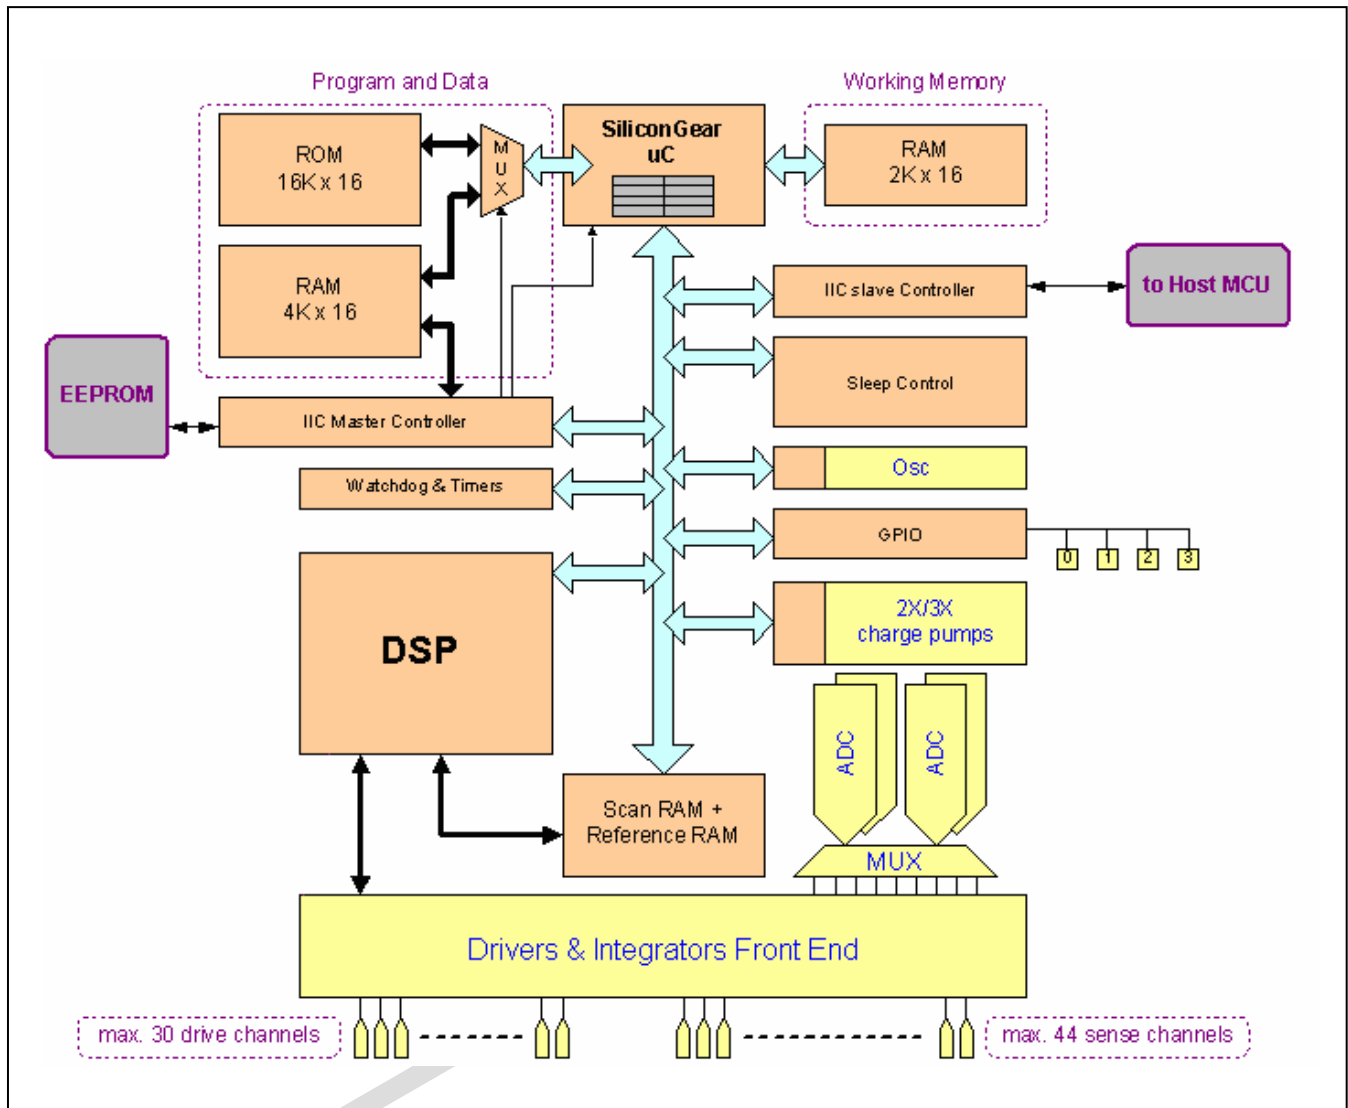 Program and Data
Working Memory
ROM
16K x 16
MUX
SiliconGear
uC
RAM
2K x 16
RAM
4K x 16
IIC slave Controller
to Host MCU
EEPROM
Sleep Control
IIC Master Controller
Osc
Watchdog & Timers
GPIO
0 1 2 3
DSP
2X/3X
charge pumps
ADC
ADC
Scan RAM +
Reference RAM
MUX
Drivers & Integrators Front End
max. 30 drive channels
max. 44 sense channels